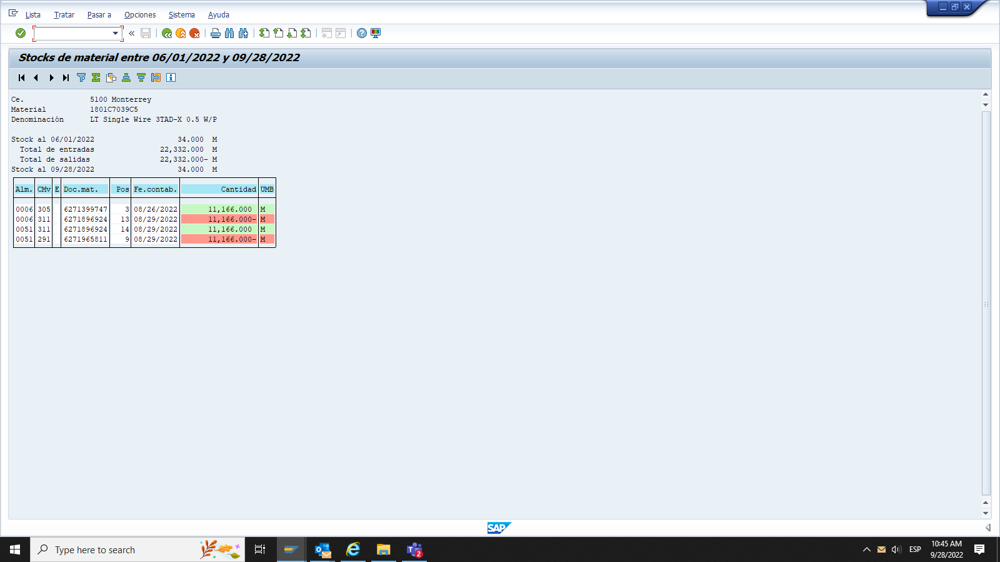 Lista Tratar Pasar a Opciones Sistema Ayuda
Stocks de material entre 06/01/2022 y 09/28/2022
Ce. 5100 Monterrey
Material 1801C7039C5
Denominación LT Single Wire 3TAD-X 0.5 W/P
Stock al 06/01/2022 34.000 M
Total de entradas 22,332.000 M
Total de salidas 22,332.000- M
Stock al 09/28/2022 34.000 M
Alm. CMv E Doc.mat. Pos Fe.contab. Cantidad UMB
0006 305 6271399747 3 08/26/2022 11,166.000 M
0006 311 6271896924 13 08/29/2022 11,166.000- M
0051 311 6271896924 14 08/29/2022 11,166.000 M
0051 291 6271965811 9 08/29/2022 11,166.000- M
SAP
Type here to search
2
ESP
10:45 AM
9/28/2022